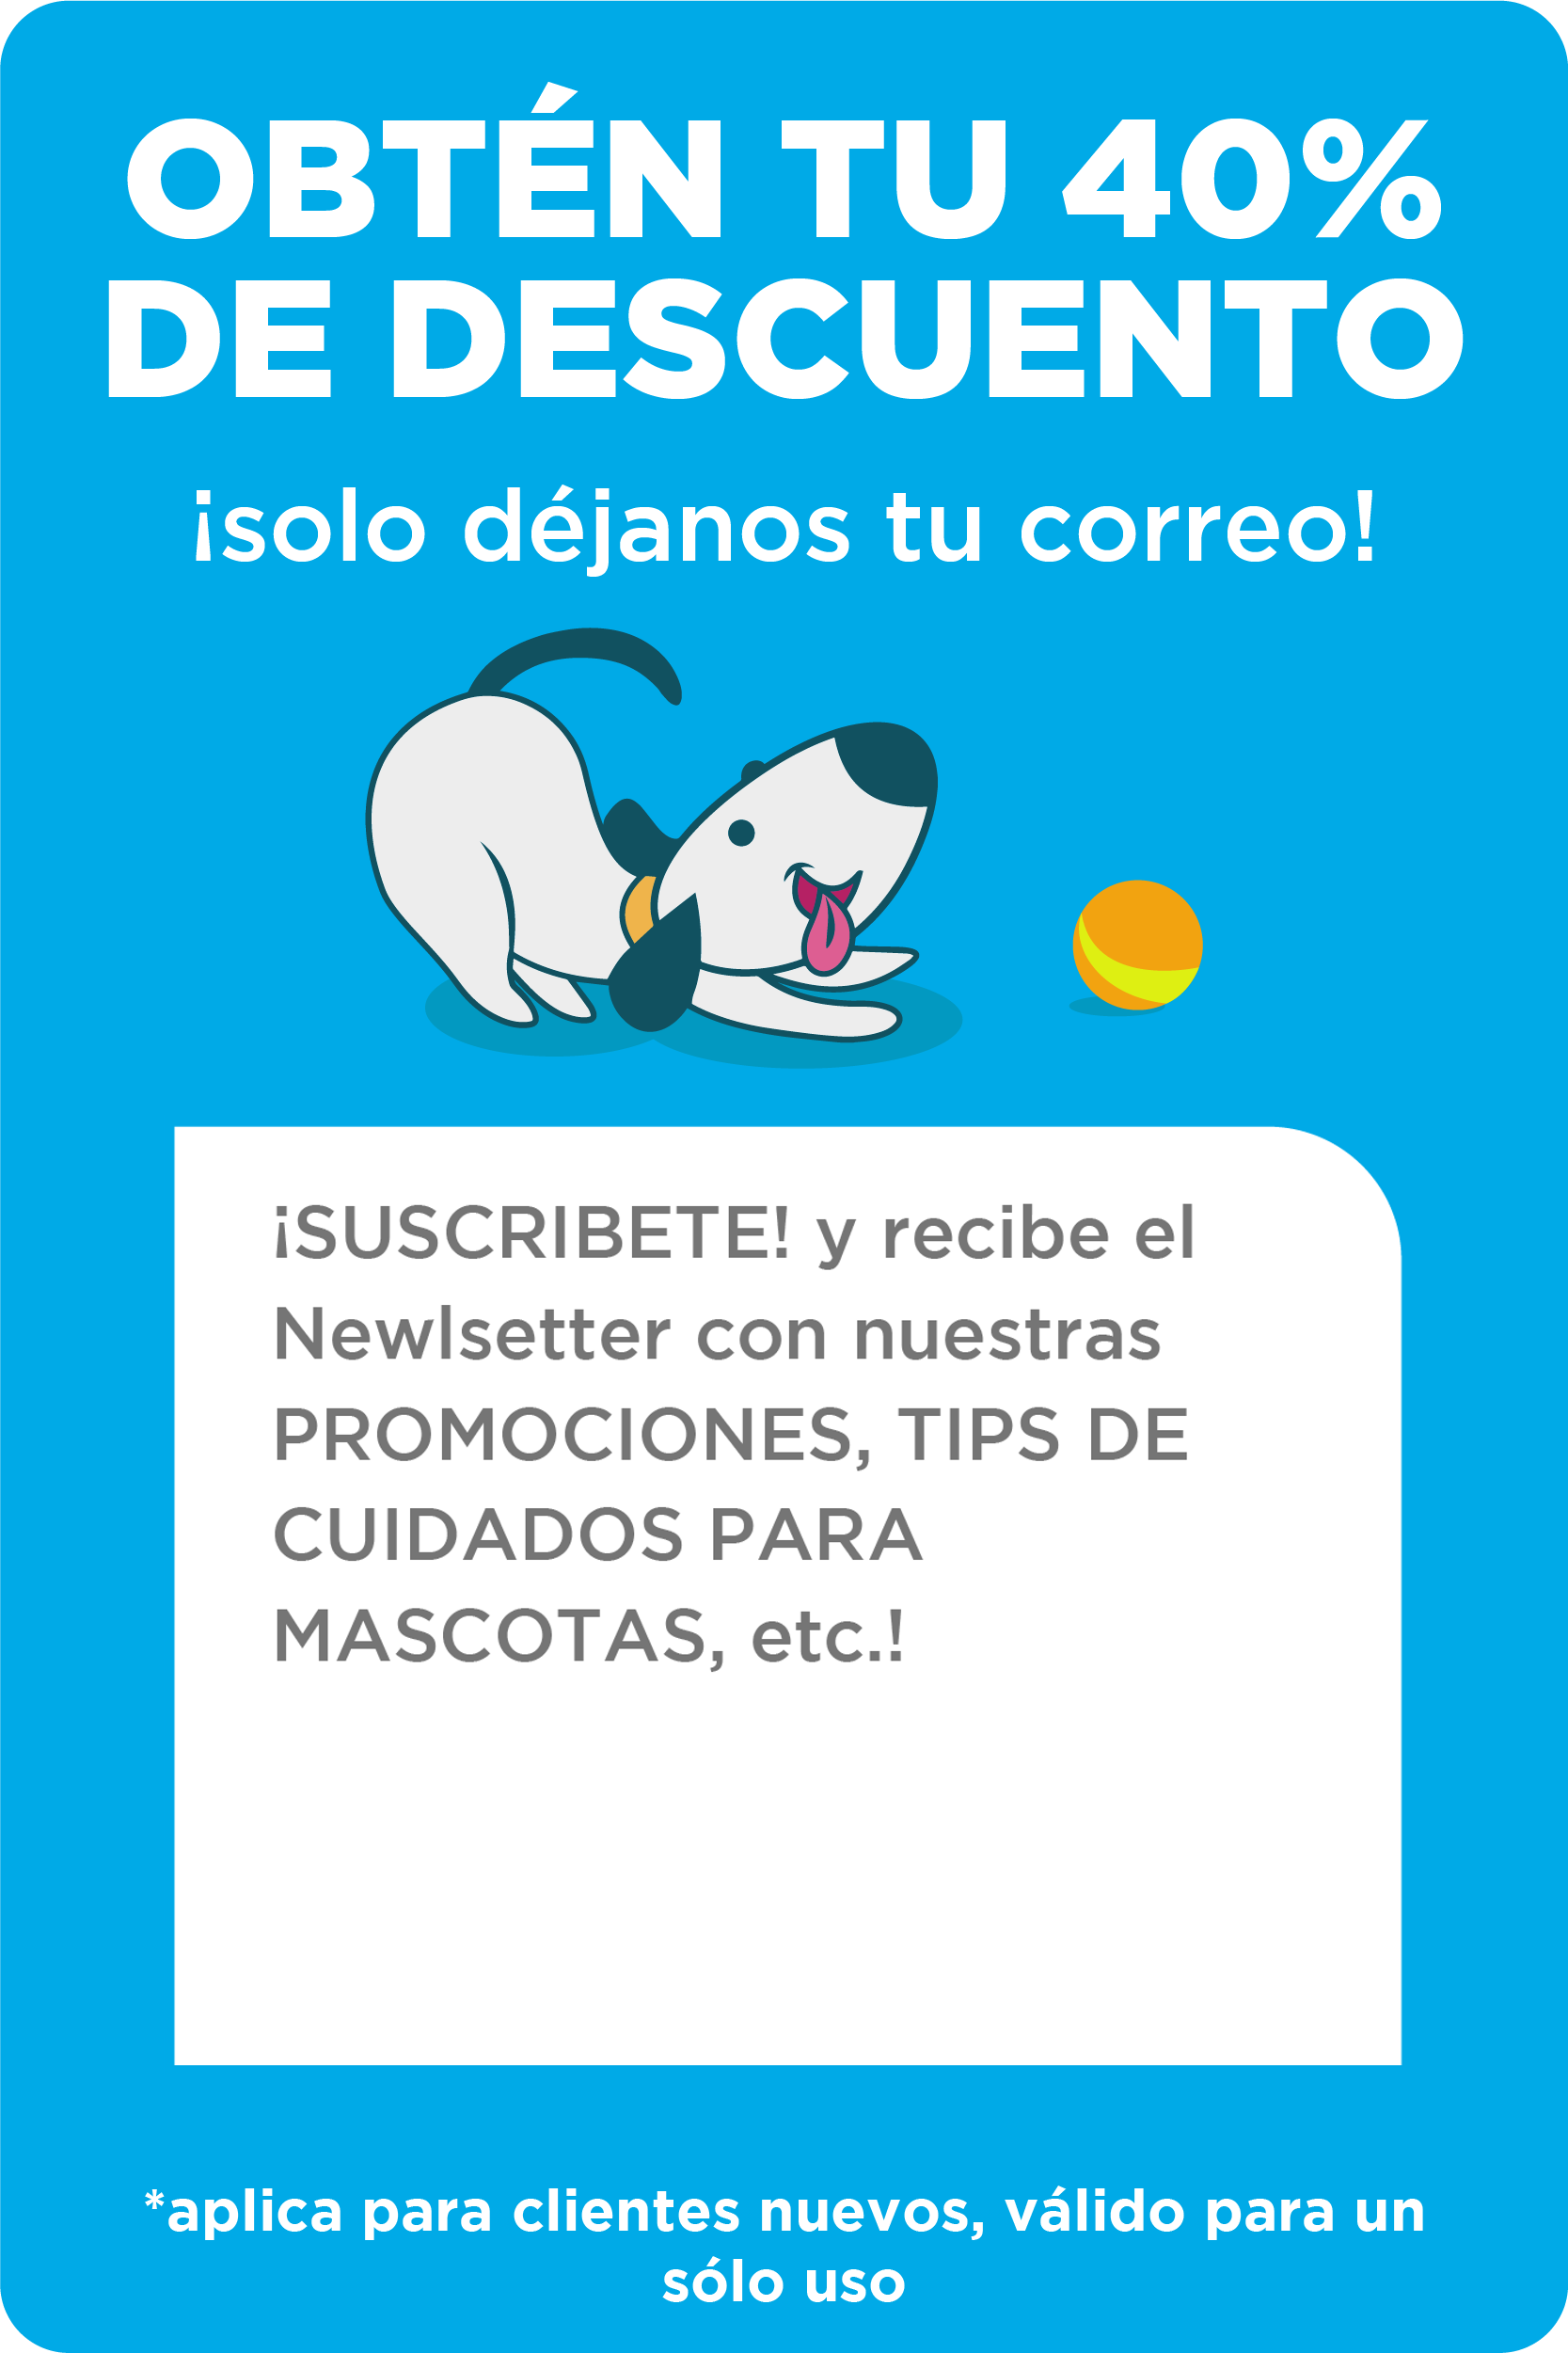 OBTÉN TU 40%
DE DESCUENTO
¡solo déjanos tu correo!
¡SUSCRIBETE! y recibe el
Newlsetter con nuestras
PROMOCIONES, TIPS DE
CUIDADOS PARA
MASCOTAS, etc.!
*aplica para clientes nuevos, válido para un
sólo uso